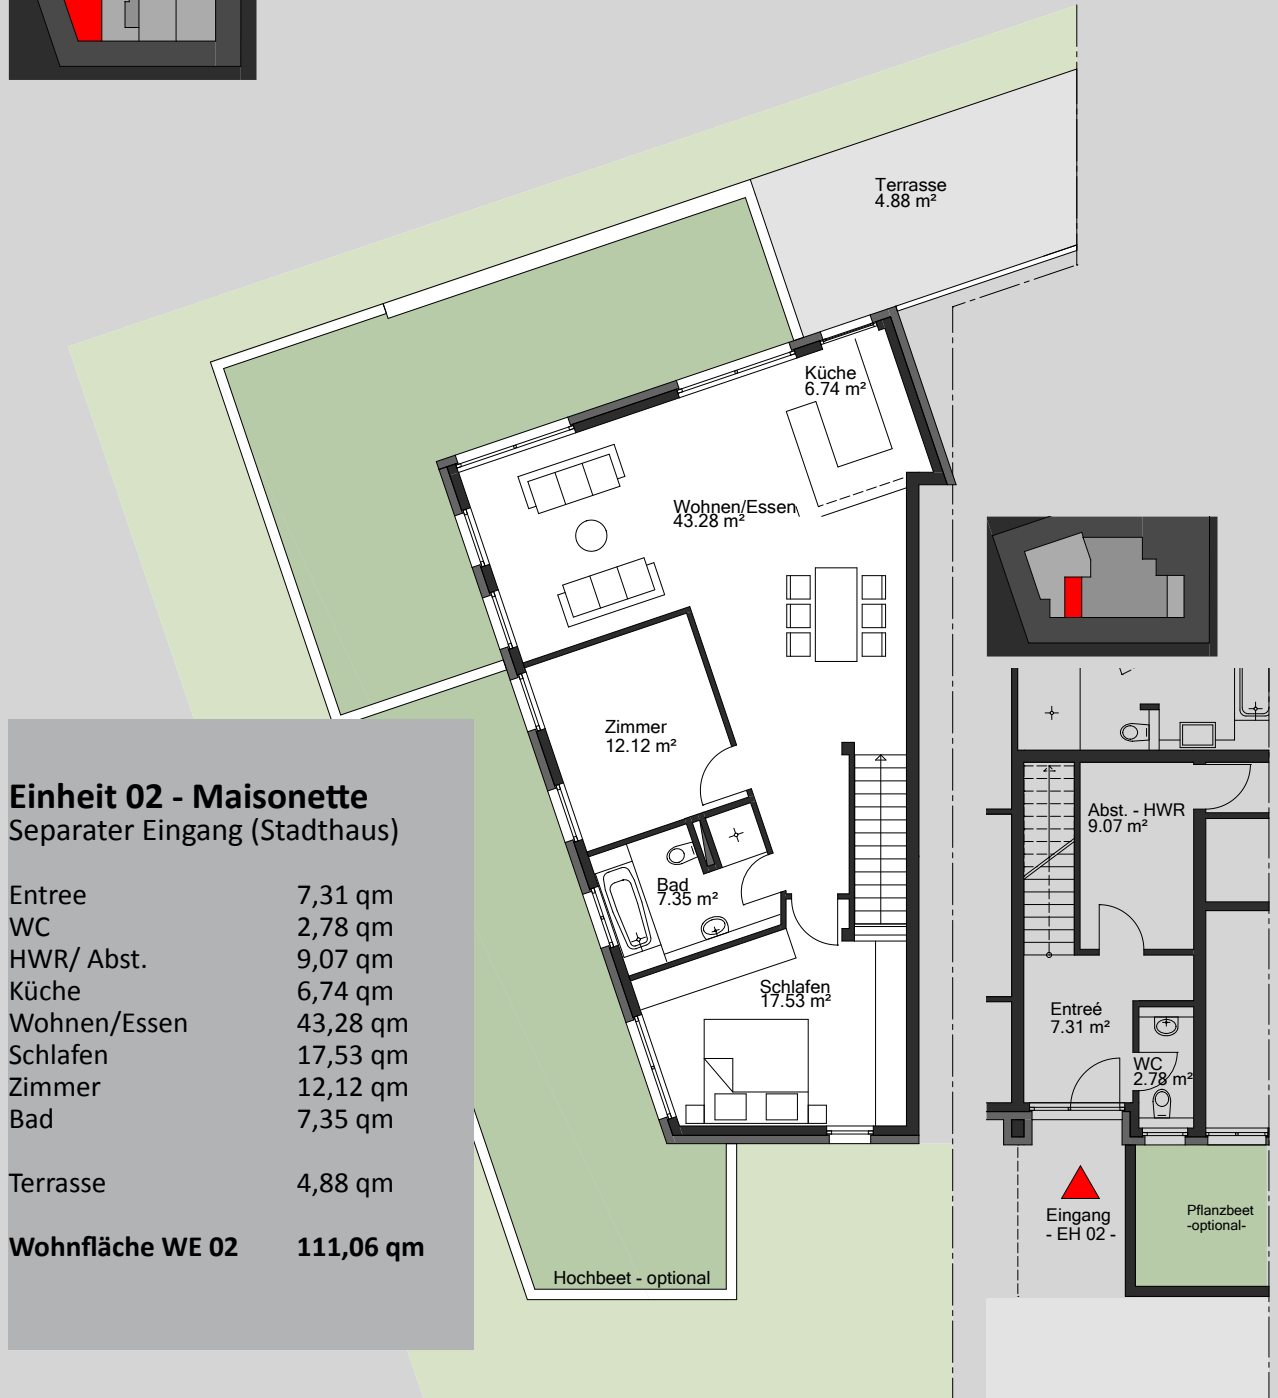 Terrasse
4.88 m²
Küche
6.74 m²
Wohnen/Essen
43.28 m²
Zimmer
12.12 m²
Bad
7.35 m²
Schlafen
17.53 m²
Hochbeet - optional
Einheit 02 - Maisonette
Separater Eingang (Stadthaus)
Entree 7,31 qm
WC 2,78 qm
HWR/ Abst. 9,07 qm
Küche 6,74 qm
Wohnen/Essen 43,28 qm
Schlafen 17,53 qm
Zimmer 12,12 qm
Bad 7,35 qm
Terrasse 4,88 qm
Wohnfläche WE 02 111,06 qm
Abst. - HWR
9.07 m²
Entreé
7.31 m²
WC
2.78 m²
Eingang
- EH 02 -
Pflanzbeet
-optional-